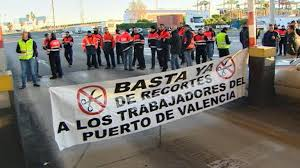 BASTA YA
DE RECORTES
A LOS TRABAJADORES DEL
PUERTO DE VALENCIA